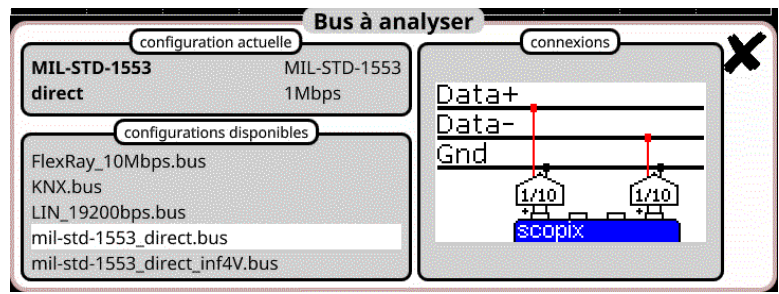 Bus à analyser
configuration actuelle
MIL-STD-1553 MIL-STD-1553
direct 1Mbps
configurations disponibles
FlexRay_10Mbps.bus
KNX.bus
LIN_19200bps.bus
mil-std-1553_direct.bus
mil-std-1553_direct_inf4V.bus
connexions
Data+
Data-
Gnd
1/10 1/10
+ +
scopix